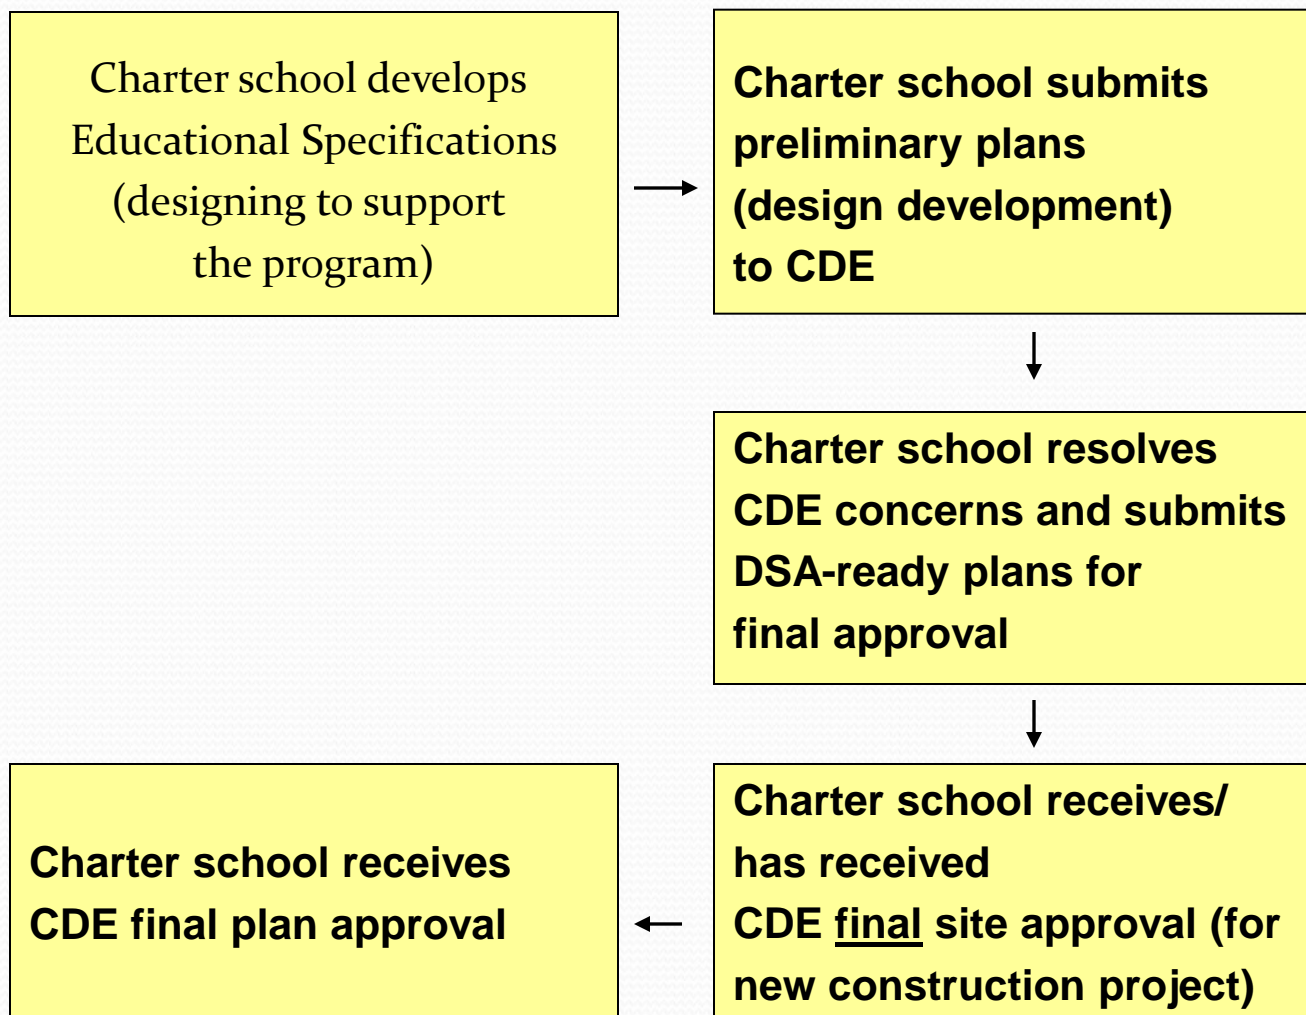 Charter school develops
Educational Specifications
(designing to support
the program)
Charter school submits
preliminary plans
(design development)
to CDE
Charter school resolves
CDE concerns and submits
DSA-ready plans for
final approval
Charter school receives/
has received
CDE final site approval (for
new construction project)
Charter school receives
CDE final plan approval